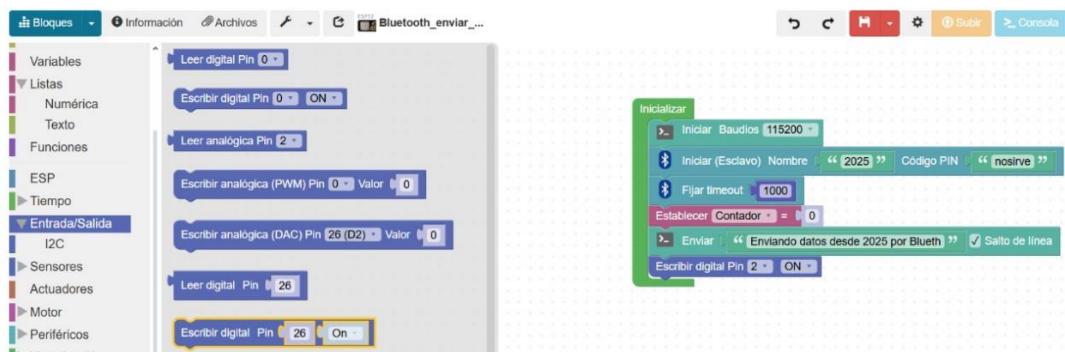 Bloques Información Archivos ESP32 Bluetooth_enviar_... Subir Consola
Variables
Listas
Numérica
Texto
Funciones
ESP
Tiempo
Entrada/Salida
I2C
Sensores
Actuadores
Motor
Periféricos
Leer digital Pin 0
Escribir digital Pin 0 ON
Leer analógica Pin 2
Escribir analógica (PWM) Pin 0 Valor 0
Escribir analógica (DAC) Pin 26 (D2) Valor 0
Leer digital Pin 26
Escribir digital Pin 26 On
Inicializar
Iniciar Baudios 115200
Iniciar (Esclavo) Nombre “ 2025 ” Código PIN “ nosirve ”
Fijar timeout 1000
Establecer Contador = 0
Enviar “ Enviando datos desde 2025 por Blueth ” Salto de línea
Escribir digital Pin 2 ON